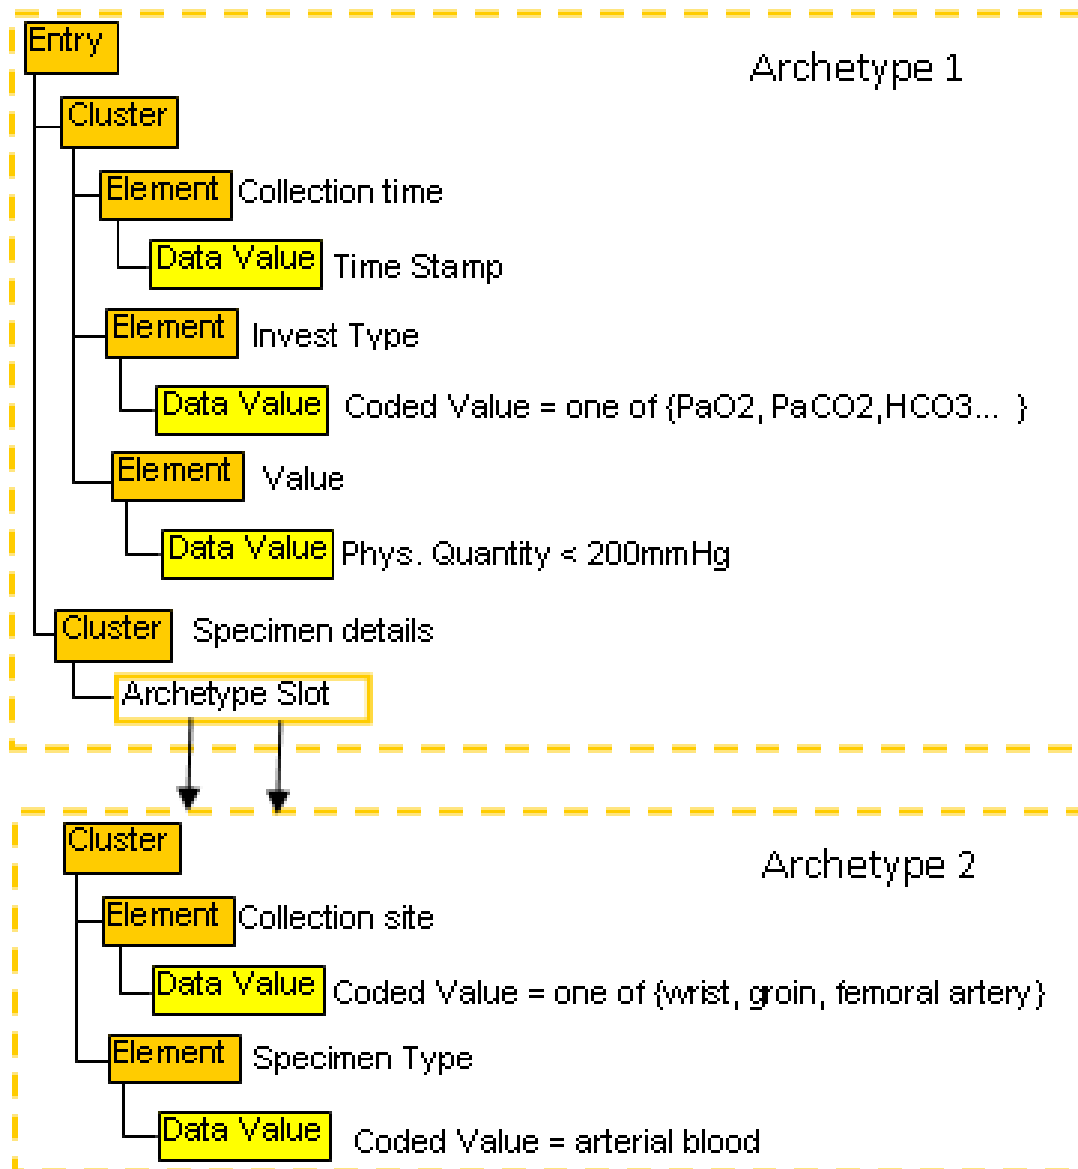 Entry
Archetype 1
Cluster
Element Collection time
Data Value Time Stamp
Element Invest Type
Data Value Coded Value = one of {PaO2, PaCO2,HCO3... }
Element Value
Data Value Phys. Quantity < 200mmHg
Cluster Specimen details
Archetype Slot
Cluster
Archetype 2
Element Collection site
Data Value Coded Value = one of {wrist, groin, femoral artery}
Element Specimen Type
Data Value Coded Value = arterial blood